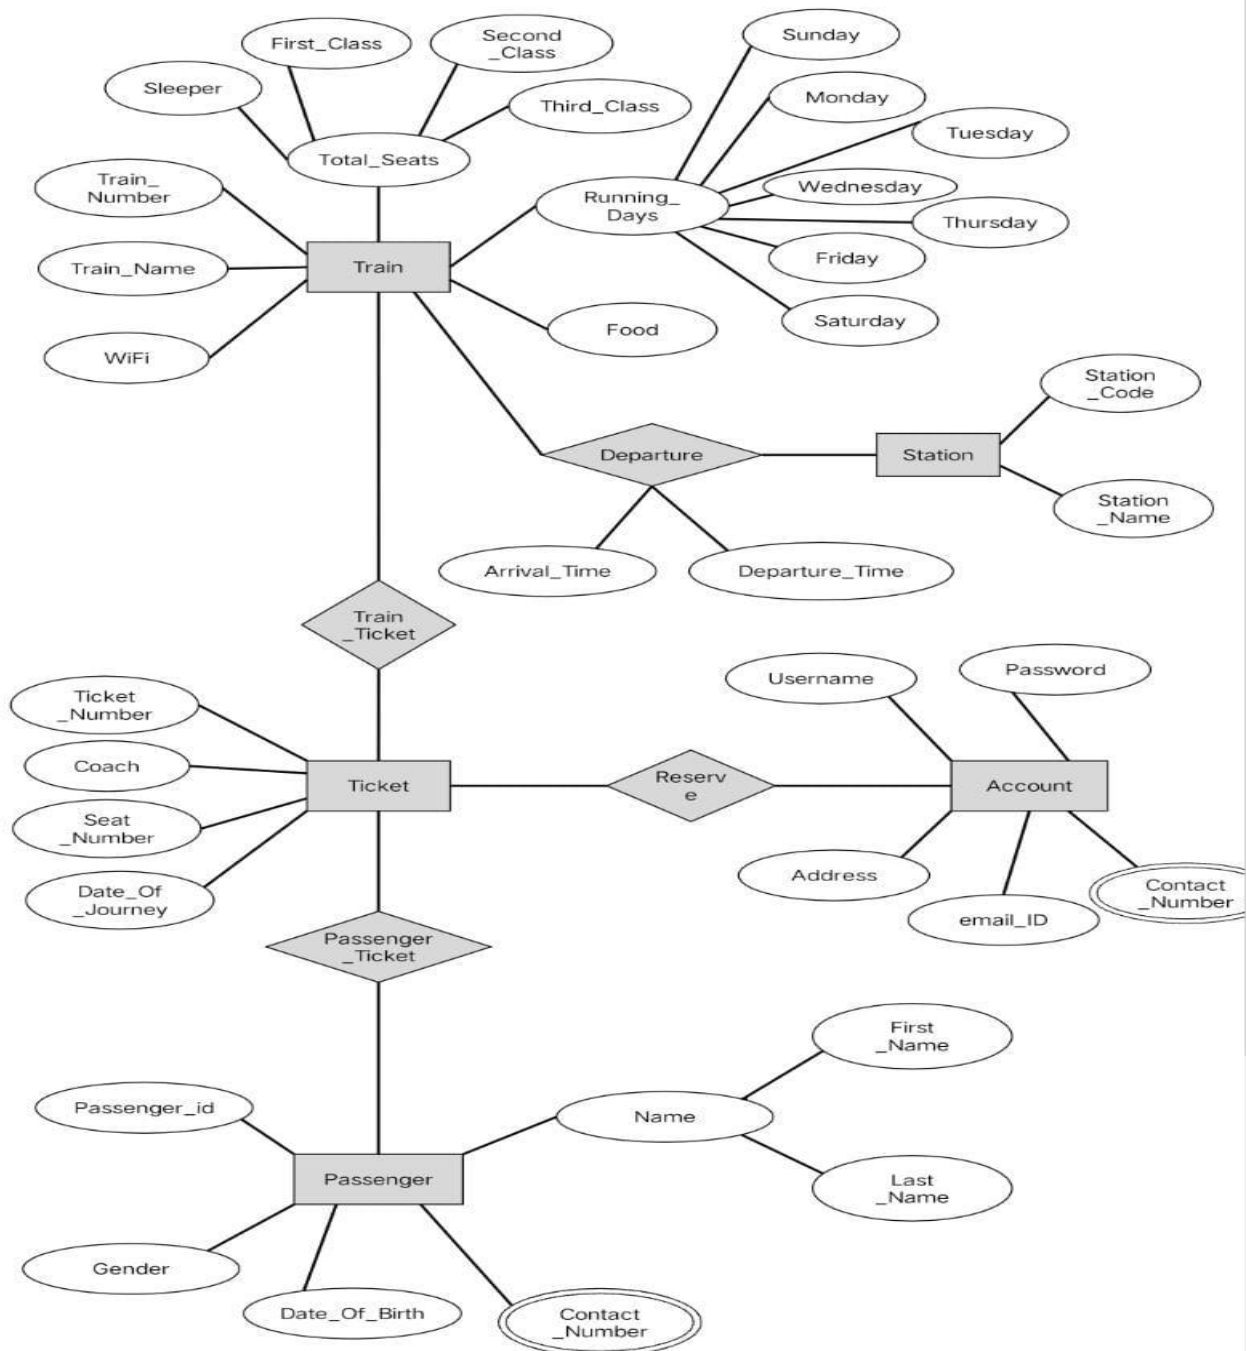 First_Class
Second
_Class
Sunday
Sleeper
Third_Class
Monday
Total_Seats
Tuesday
Train_
Number
Running_
Days
Wednesday
Thursday
Train_Name
Train
Friday
WiFi
Food
Saturday
Station
_Code
Departure
Station
Station
_Name
Arrival_Time
Departure_Time
Train
_Ticket
Username
Password
Ticket
_Number
Coach
Ticket
Reserv
e
Account
Seat
_Number
Address
Date_Of
_Journey
Contact
_Number
email_ID
Passenger
_Ticket
First
_Name
Passenger_id
Name
Passenger
Last
_Name
Gender
Date_Of_Birth
Contact
_Number